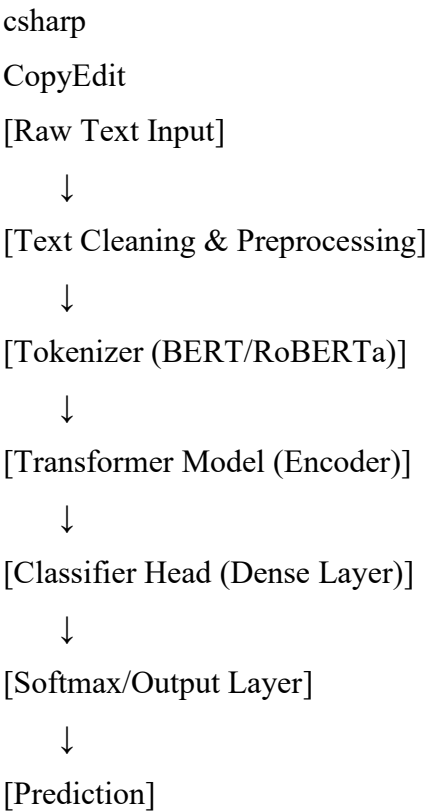 csharp
CopyEdit
[Raw Text Input]
↓
[Text Cleaning & Preprocessing]
↓
[Tokenizer (BERT/RoBERTa)]
↓
[Transformer Model (Encoder)]
↓
[Classifier Head (Dense Layer)]
↓
[Softmax/Output Layer]
↓
[Prediction]